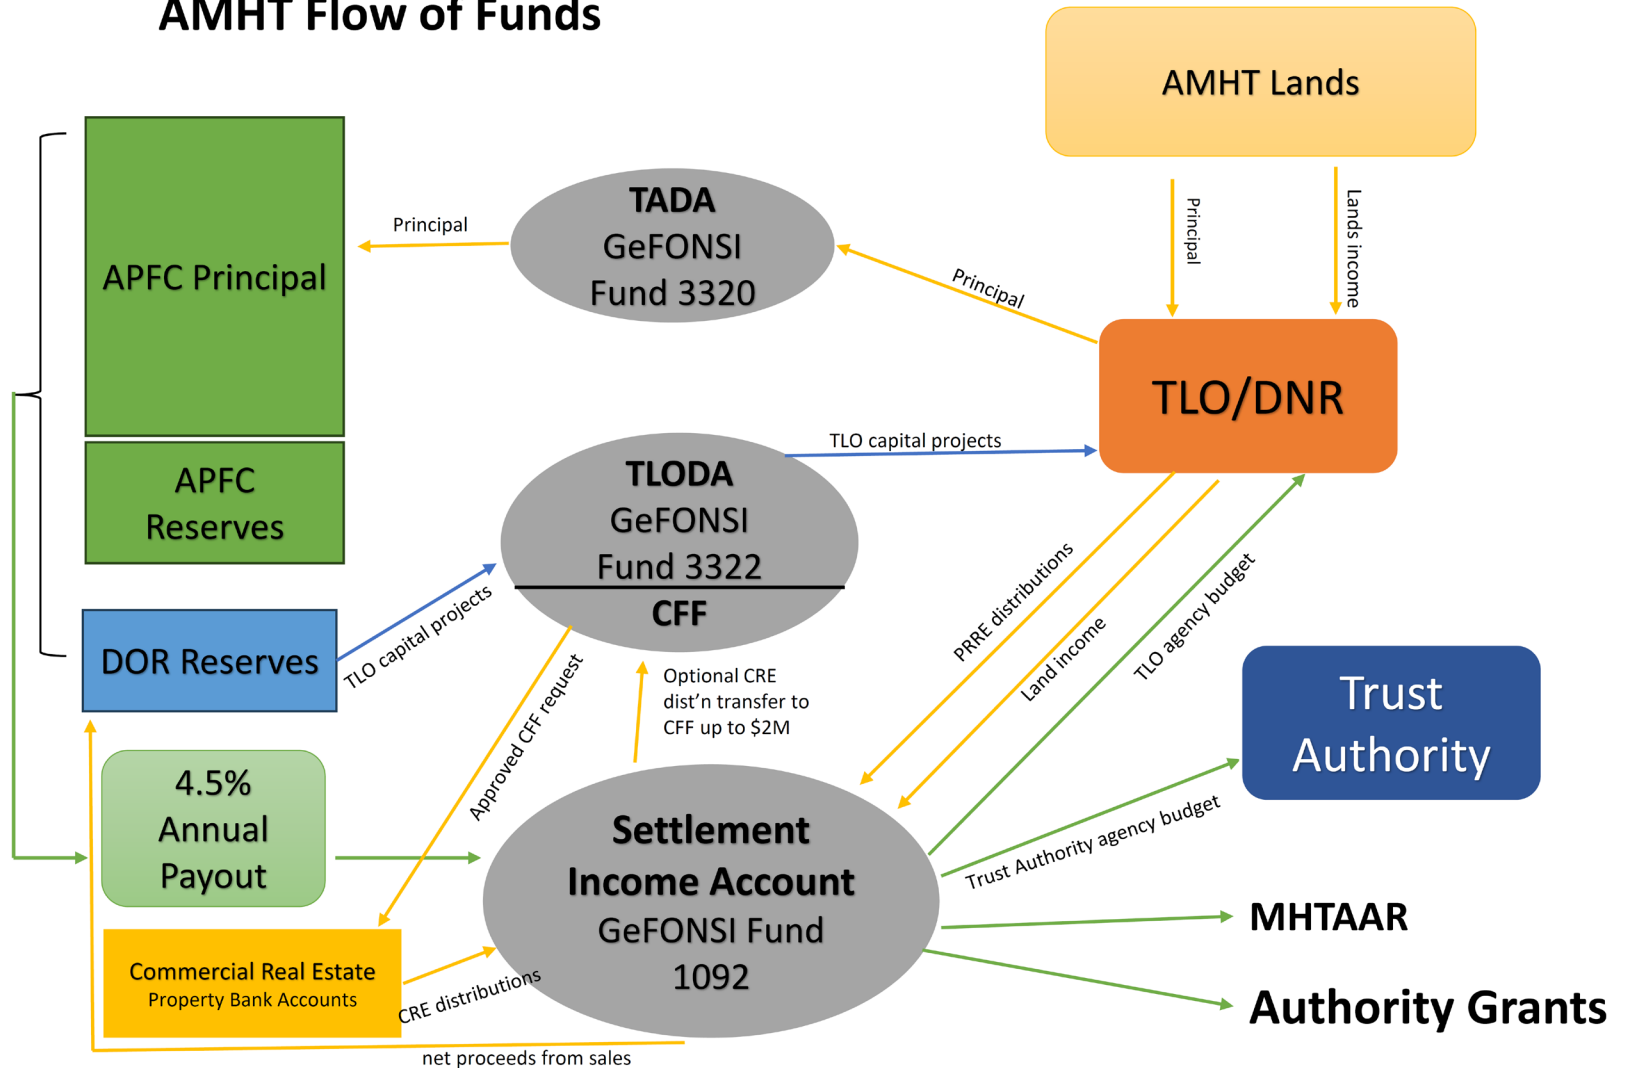 AMHT Flow of Funds
AMHT Lands
Principal
Lands income
TADA
GeFONSI
Fund 3320
Principal
Principal
APFC Principal
TLO/DNR
APFC
Reserves
TLO capital projects
TLODA
GeFONSI
Fund 3322
CFF
DOR Reserves
TLO capital projects
Approved CFF request
Optional CRE
dist’n transfer to
CFF up to $2M
PRRE distributions
Land income
TLO agency budget
Trust
Authority
4.5%
Annual
Payout
Settlement
Income Account
GeFONSI Fund
1092
Trust Authority agency budget
MHTAAR
Authority Grants
Commercial Real Estate
Property Bank Accounts
CRE distributions
net proceeds from sales